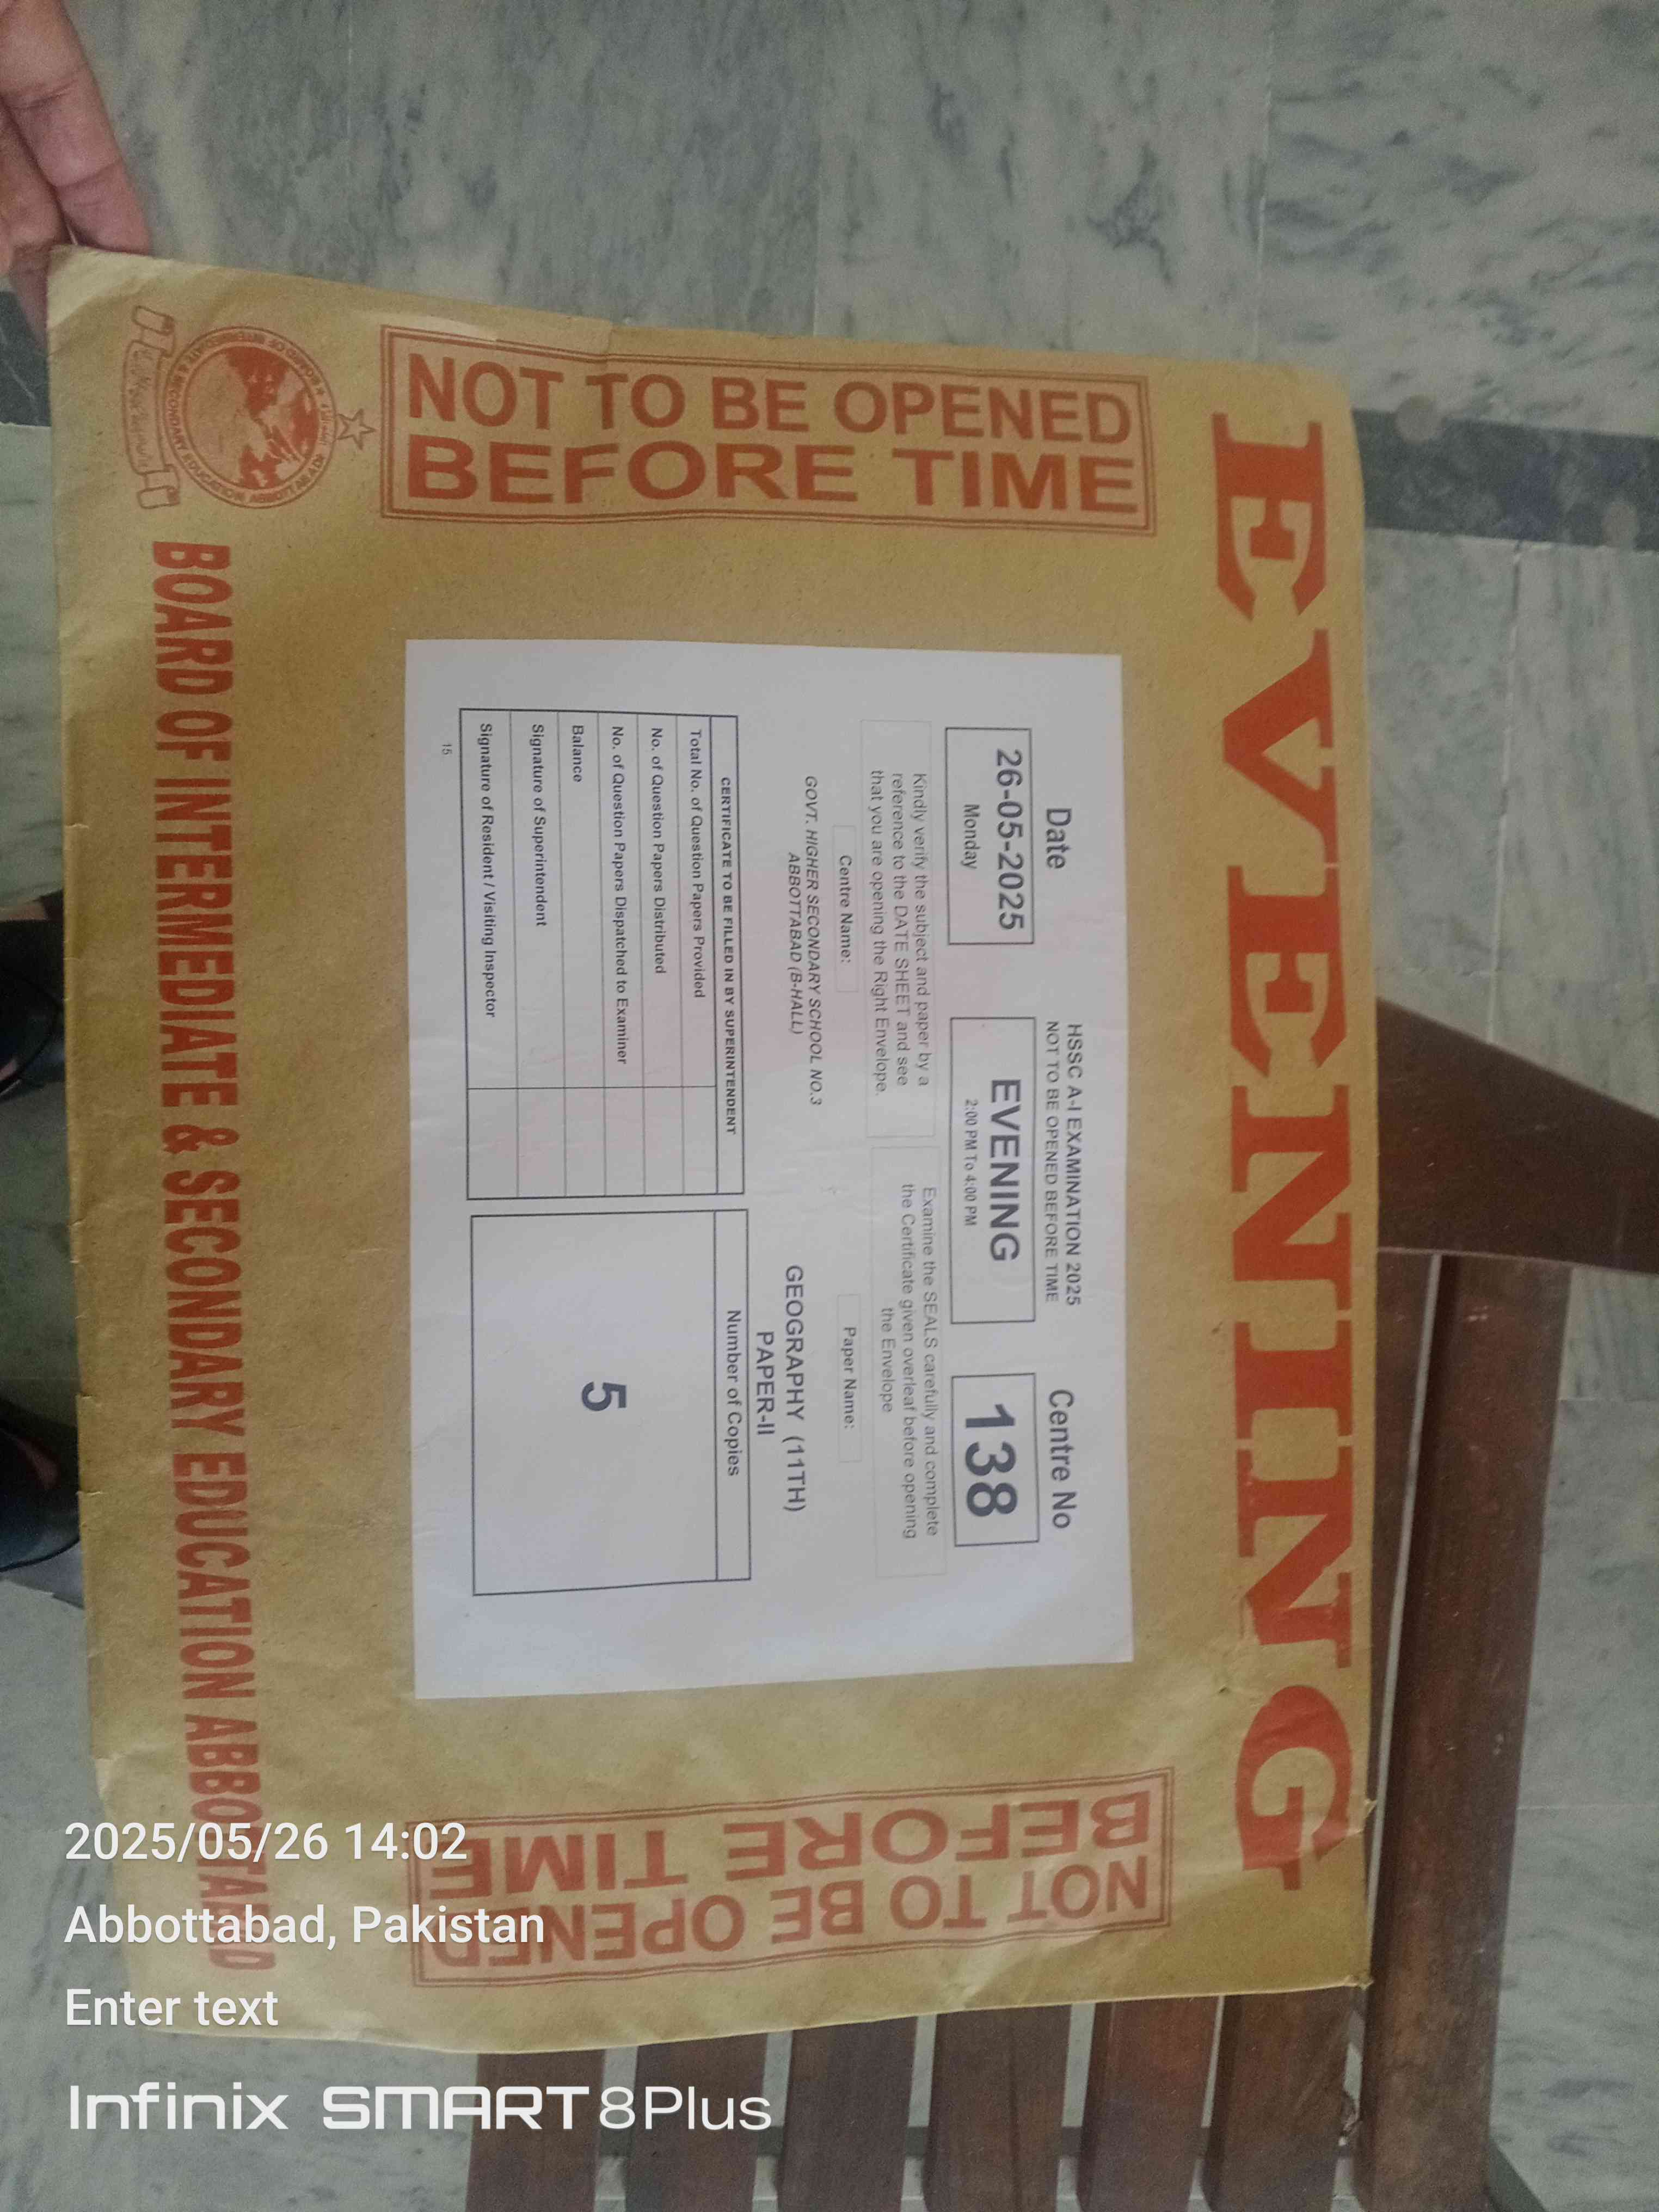 EVENING
NOT TO BE OPENED
BEFORE TIME
Date
HSSC A-I EXAMINATION 2025
NOT TO BE OPENED BEFORE TIME
Centre No
26-05-2025
Monday
EVENING
2:00 PM To 4:00 PM
138
Kindly verify the subject and paper by a
reference to the DATE SHEET and see
that you are opening the Right Envelope.
Examine the SEALS carefully and complete
the Certificate given overleaf before opening
the Envelope
Centre Name:
GOVT. HIGHER SECONDARY SCHOOL NO.3
ABBOTTABAD (B-HALL)
Paper Name:
GEOGRAPHY (11TH)
PAPER-II
CERTIFICATE TO BE FILLED IN BY SUPERINTENDENT
Total No. of Question Papers Provided
No. of Question Papers Distributed
No. of Question Papers Dispatched to Examiner
Balance
Signature of Superintendent
Signature of Resident / Visiting Inspector
Number of Copies
5
15
NOT TO BE OPENED
BEFORE TIME
BOARD OF INTERMEDIATE & SECONDARY EDUCATION ABBOTTABAD
2025/05/26 14:02
Abbottabad, Pakistan
Enter text
Infinix SMART 8Plus